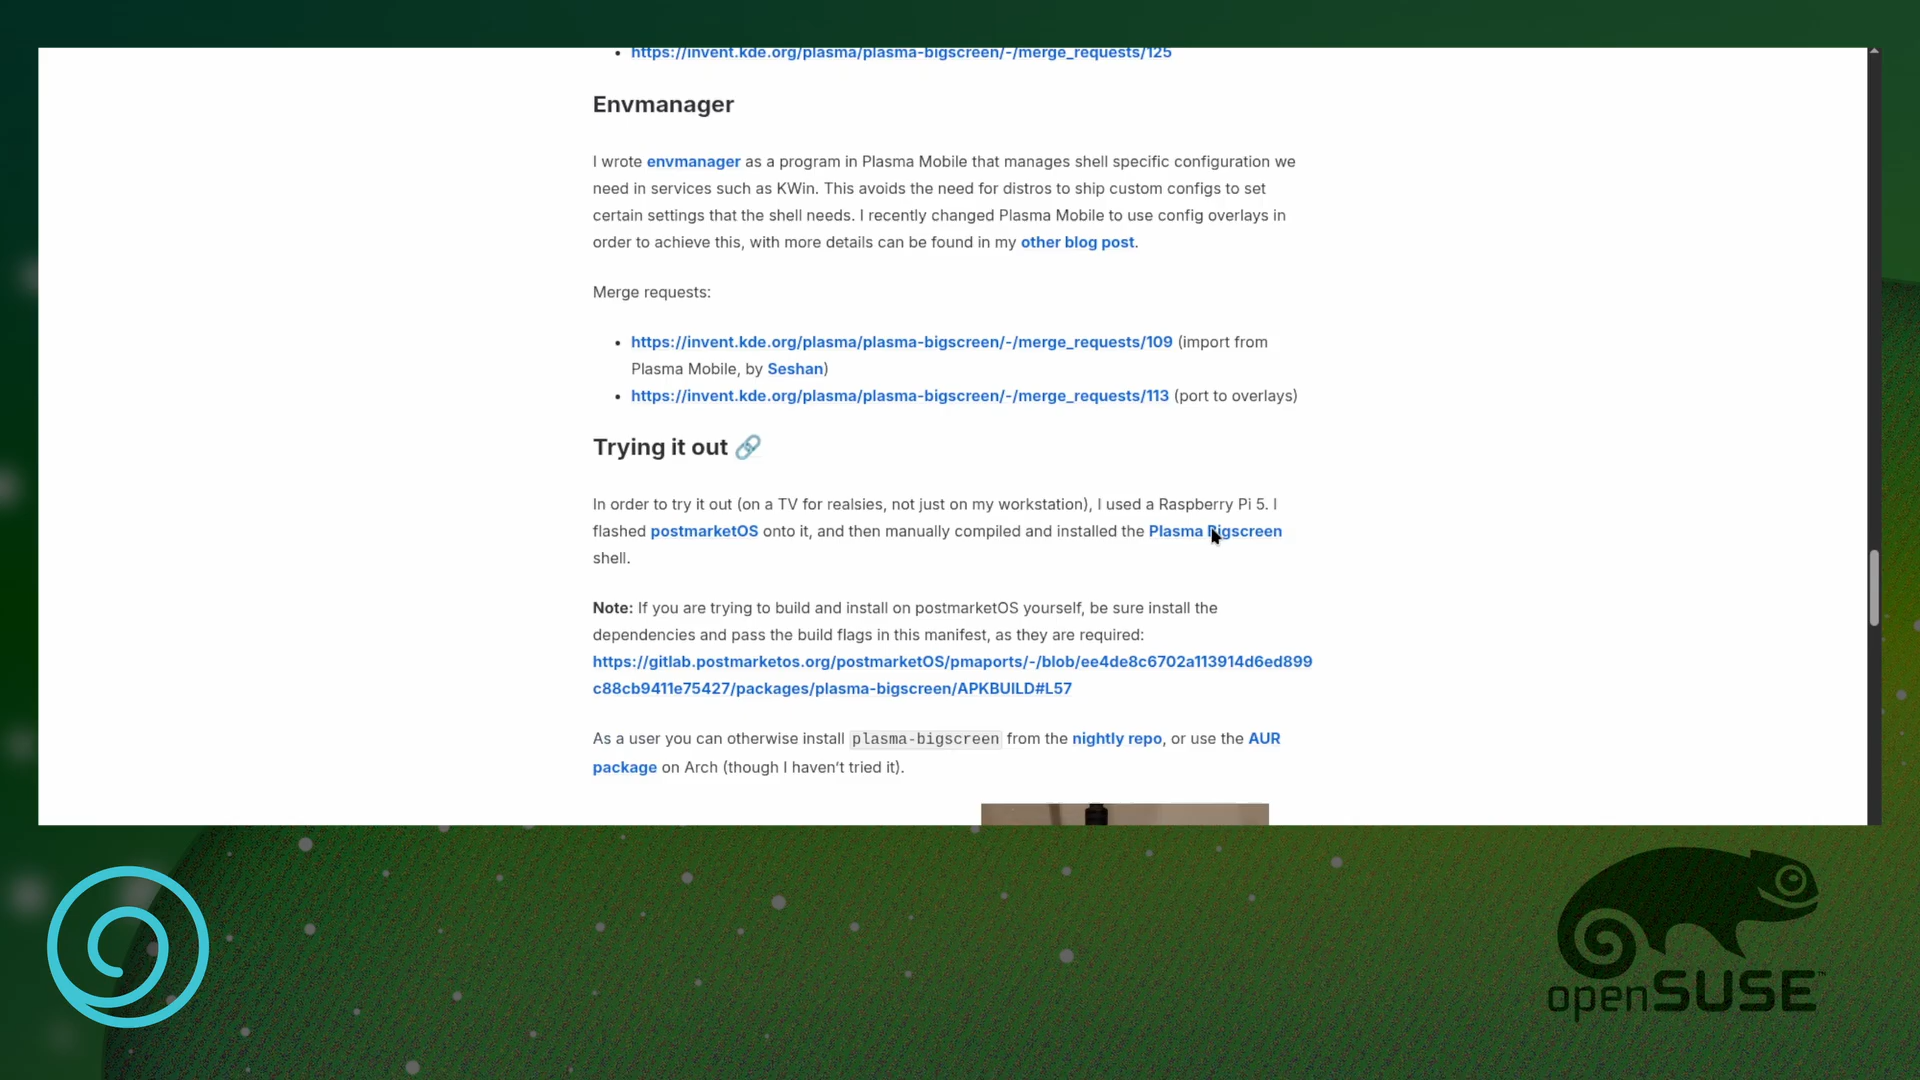 https://invent.kde.org/plasma/plasma-bigscreen/-/merge_requests/125
Envmanager
I wrote envmanager as a program in Plasma Mobile that manages shell specific configuration we
need in services such as KWin. This avoids the need for distros to ship custom configs to set
certain settings that the shell needs. I recently changed Plasma Mobile to use config overlays in
order to achieve this, with more details can be found in my other blog post.
Merge requests:
https://invent.kde.org/plasma/plasma-bigscreen/-/merge_requests/109 (import from
Plasma Mobile, by Seshan)
https://invent.kde.org/plasma/plasma-bigscreen/-/merge_requests/113 (port to overlays)
Trying it out
In order to try it out (on a TV for realsies, not just on my workstation), I used a Raspberry Pi 5. I
flashed postmarketOS onto it, and then manually compiled and installed the Plasma Bigscreen
shell.
Note: If you are trying to build and install on postmarketOS yourself, be sure install the
dependencies and pass the build flags in this manifest, as they are required:
https://gitlab.postmarketos.org/postmarketOS/pmaports/-/blob/ee4de8c6702a113914d6ed899
c88cb9411e75427/packages/plasma-bigscreen/APKBUILD#L57
As a user you can otherwise install plasma-bigscreen from the nightly repo, or use the AUR
package on Arch (though I haven't tried it).
openSUSE™